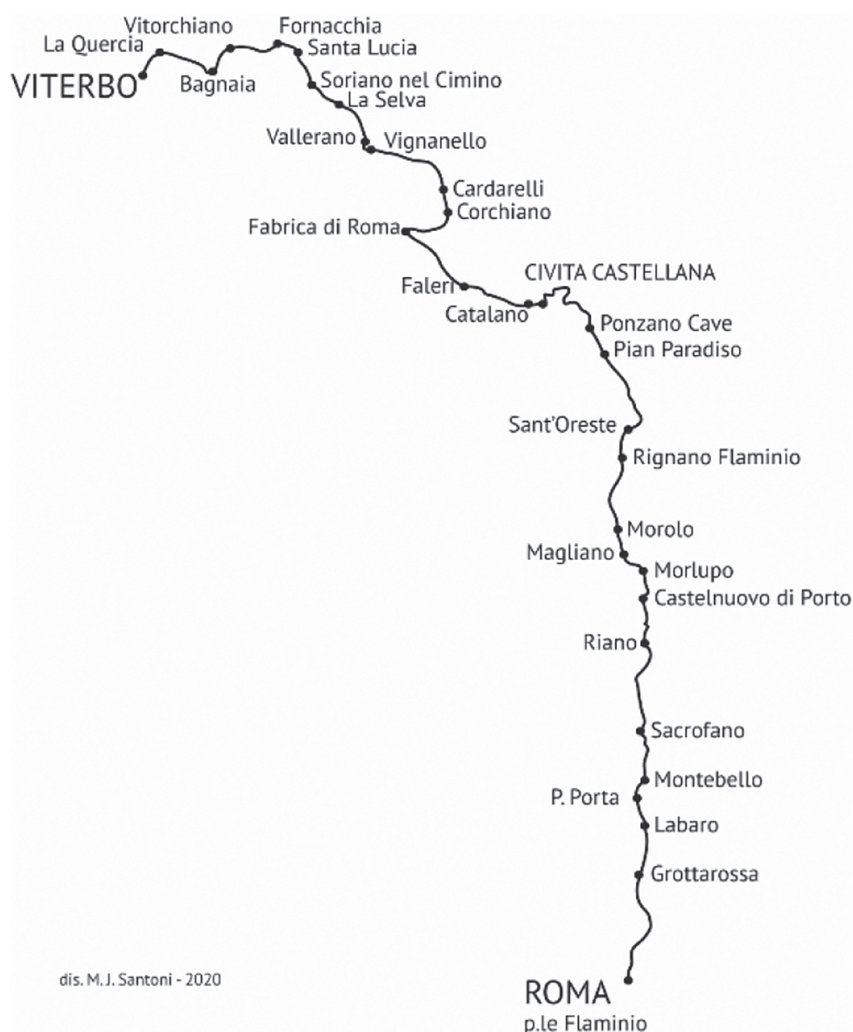 Vitorchiano
Fornacchia
La Quercia
Santa Lucia
VITERBO
Bagnaia
Soriano nel Cimino
La Selva
Vallerano
Vignanello
Cardarelli
Corchiano
Fabrica di Roma
CIVITA CASTELLANA
Faleri
Catalano
Ponzano Cave
Pian Paradiso
Sant'Oreste
Rignano Flaminio
Morolo
Magliano
Morlupo
Castelnuovo di Porto
Riano
Sacrofano
Montebello
P. Porta
Labaro
Grottarossa
dis. M. J. Santoni - 2020
ROMA
p.le Flaminio